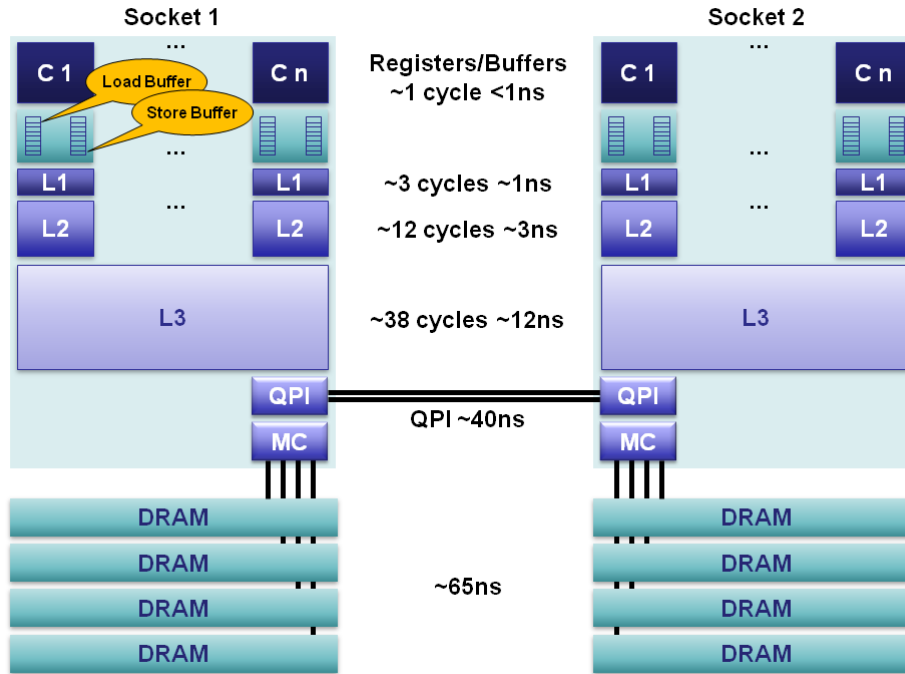 Socket 1
Socket 2
...
...
C 1
C n
Registers/Buffers
~1 cycle <1ns
C 1
C n
Load Buffer
Store Buffer
...
...
L1
L1
~3 cycles ~1ns
L1
L1
...
...
L2
L2
~12 cycles ~3ns
L2
L2
L3
~38 cycles ~12ns
L3
QPI
QPI
QPI ~40ns
MC
MC
DRAM
DRAM
DRAM
DRAM
~65ns
DRAM
DRAM
DRAM
DRAM